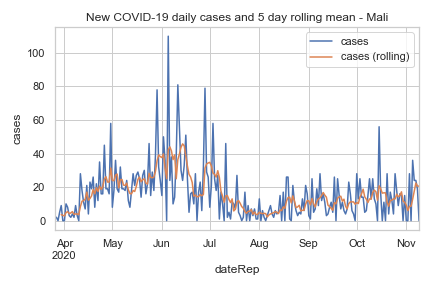 New COVID-19 daily cases and 5 day rolling mean - Mali
cases
cases (rolling)
cases
100
80
60
40
20
0
Apr May Jun Jul Aug Sep Oct Nov
2020
dateRep